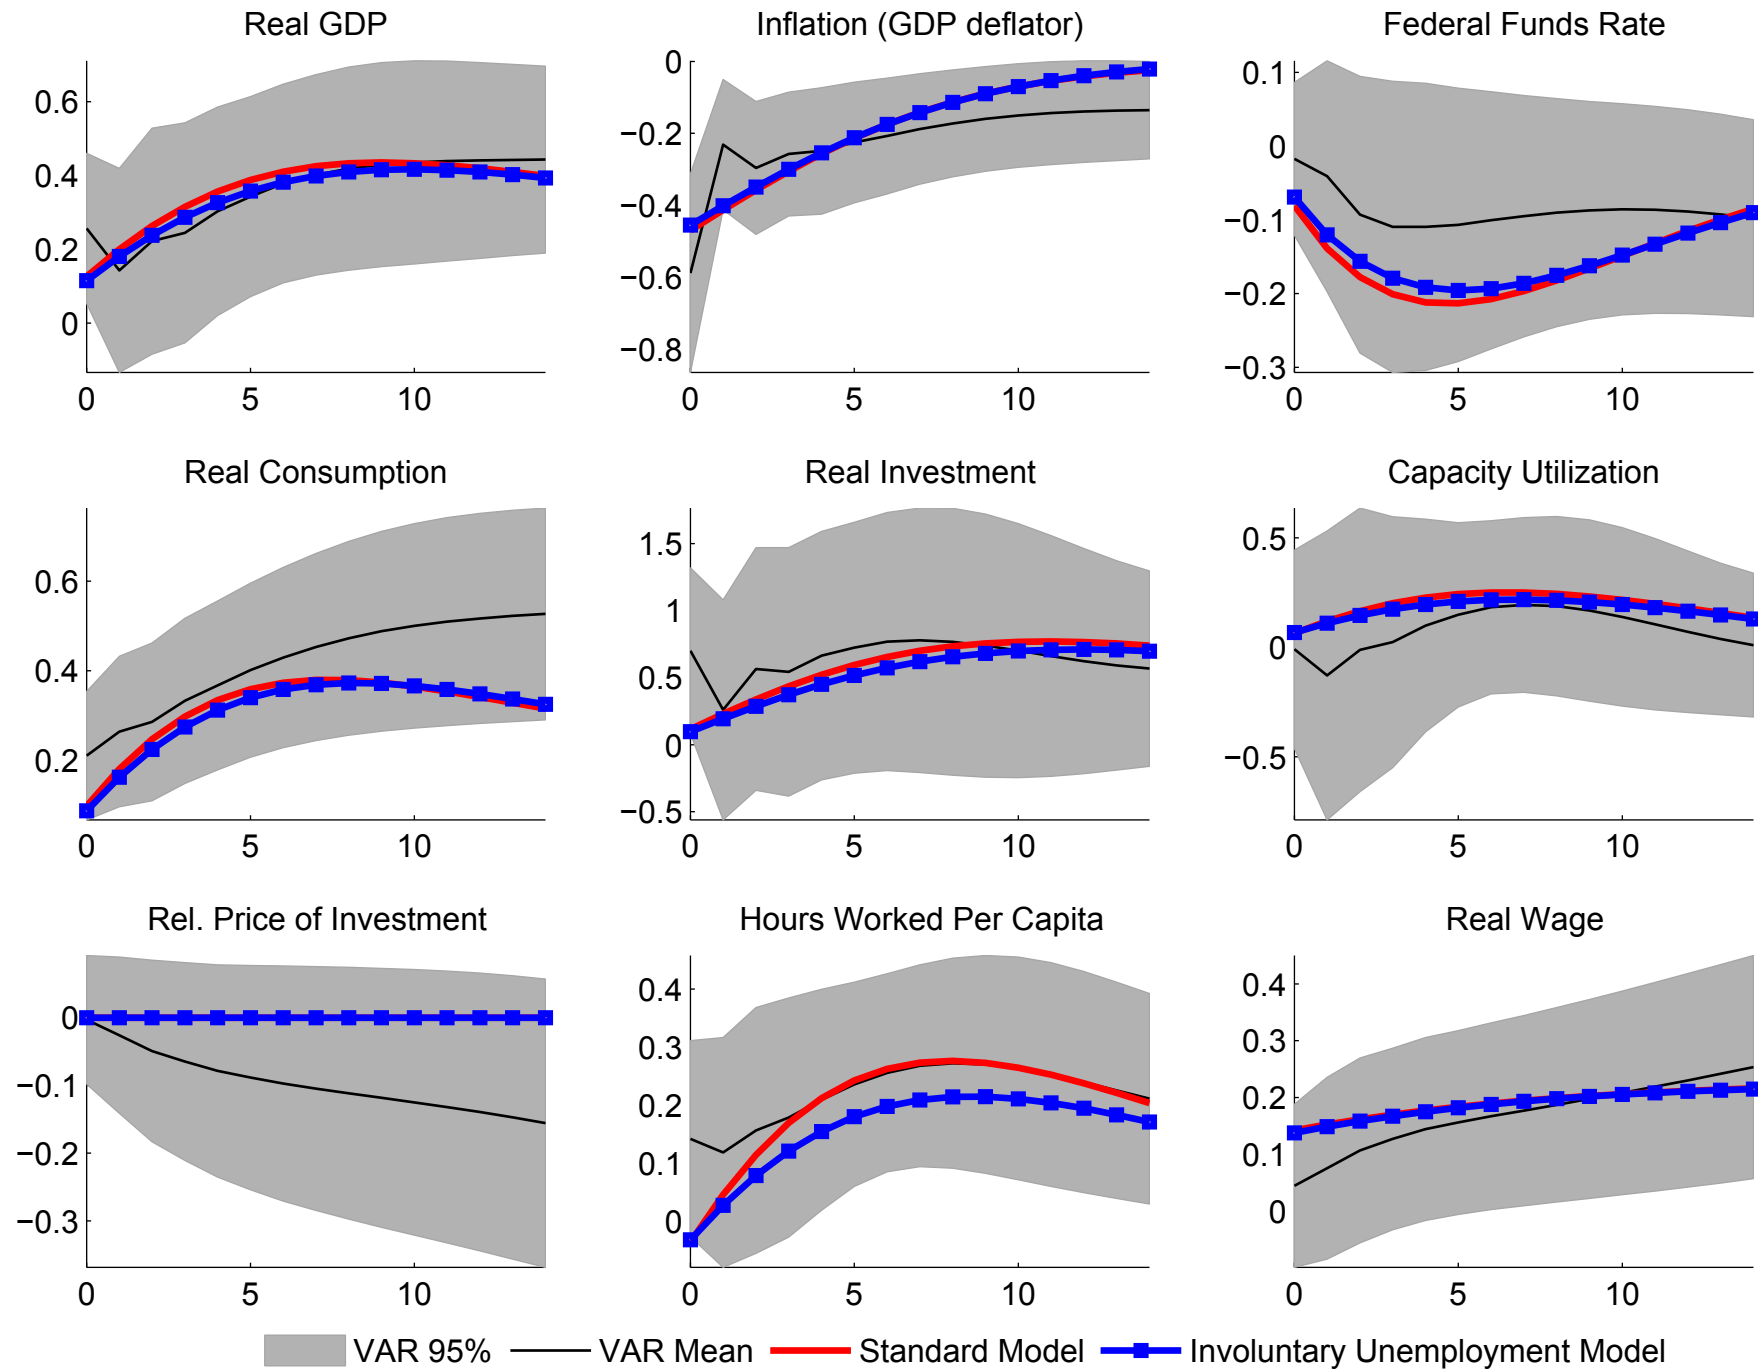 Real GDP
Inflation (GDP deflator)
Federal Funds Rate
0.6
0.4
0.2
0
0 5 10
0
−0.2
−0.4
−0.6
−0.8
0 5 10
0.1
0
−0.1
−0.2
−0.3
0 5 10
Real Consumption
Real Investment
Capacity Utilization
0.6
0.4
0.2
0 5 10
1.5
1
0.5
0
−0.5
0 5 10
0.5
0
−0.5
0 5 10
Rel. Price of Investment
Hours Worked Per Capita
Real Wage
0
−0.1
−0.2
−0.3
0 5 10
0.4
0.3
0.2
0.1
0
0 5 10
0.4
0.3
0.2
0.1
0
0 5 10
VAR 95% VAR Mean Standard Model Involuntary Unemployment Model